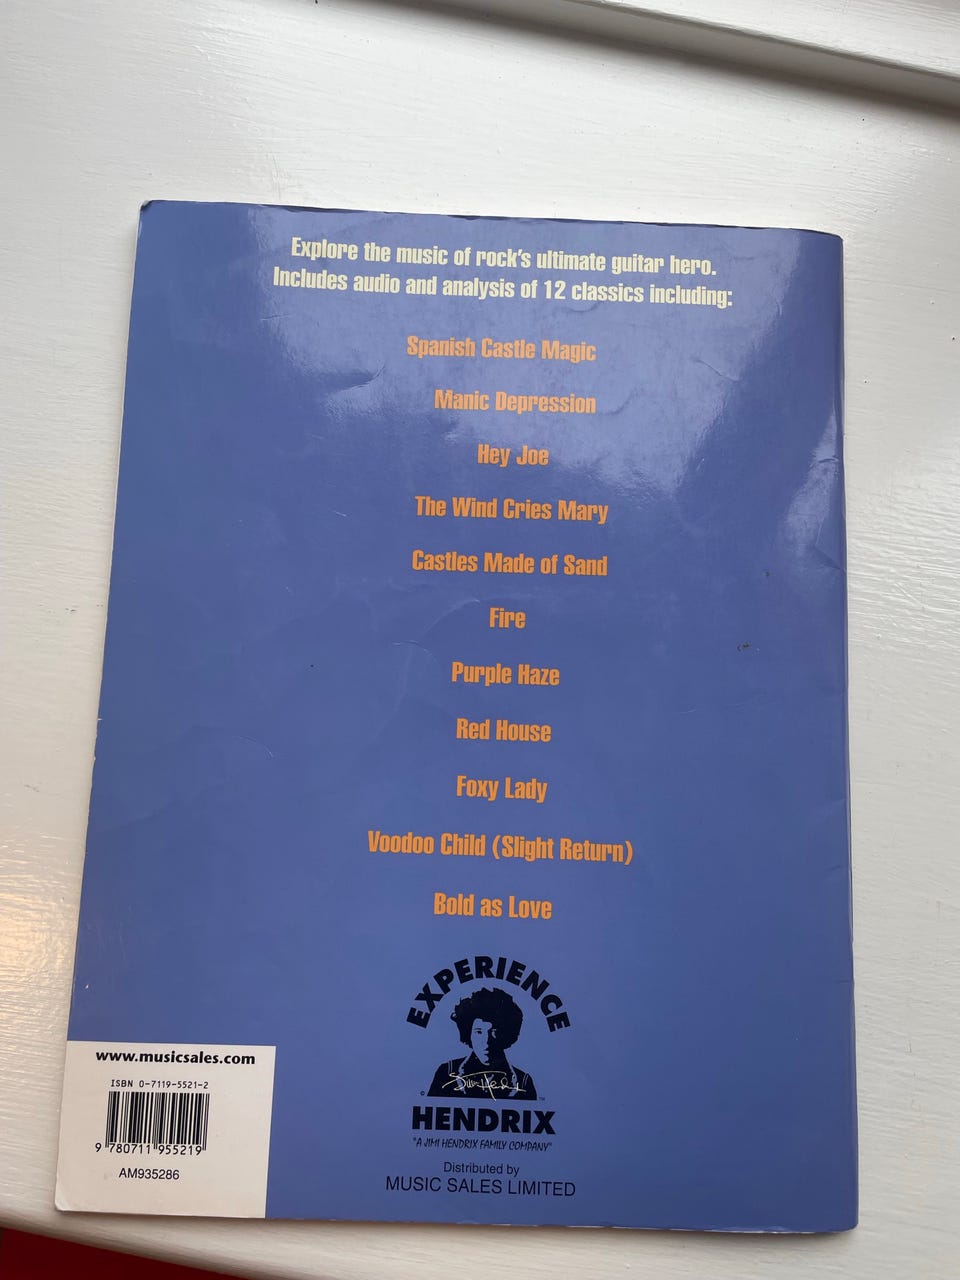 Explore the music of rock's ultimate guitar hero.
Includes audio and analysis of 12 classics including:
Spanish Castle Magic
Manic Depression
Hey Joe
The Wind Cries Mary
Castles Made of Sand
Fire
Purple Haze
Red House
Foxy Lady
Voodoo Child (Slight Return)
Bold as Love
EXPERIENCE
©
™
HENDRIX
"A JIMI HENDRIX FAMILY COMPANY"
Distributed by
MUSIC SALES LIMITED
www.musicsales.com
ISBN 0-7119-5521-2
9 780711 955219
AM935286